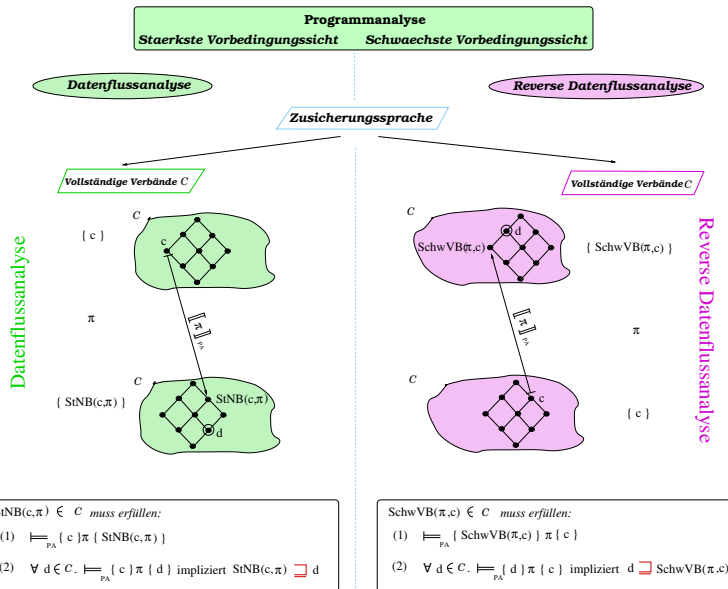 Programmanalyse
Staerkste Vorbedingungssicht Schwaechste Vorbedingungssicht
Datenflussanalyse
Reverse Datenflussanalyse
Zusicherungssprache
Vollständige Verbände C
Vollständige Verbände C
C
C
{ c }
c
d
SchwVB(π,c)
{ SchwVB(π,c) }
Datenflussanalyse
Reverse Datenflussanalyse
π
⟦ π ⟧ PA
⟦ π ⟧ PA
π
C
C
{ StNB(c,π) }
StNB(c,π)
d
c
{ c }
StNB(c,π) ∈ C muss erfüllen:
(1) ⊨PA { c } π { StNB(c,π) }
(2) ∀ d ∈ C. ⊨PA { c } π { d } impliziert StNB(c,π) ⊒ d
SchwVB(π,c) ∈ C muss erfüllen:
(1) ⊨PA { SchwVB(π,c) } π { c }
(2) ∀ d ∈ C. ⊨PA { d } π { c } impliziert d ⊒ SchwVB(π,c)